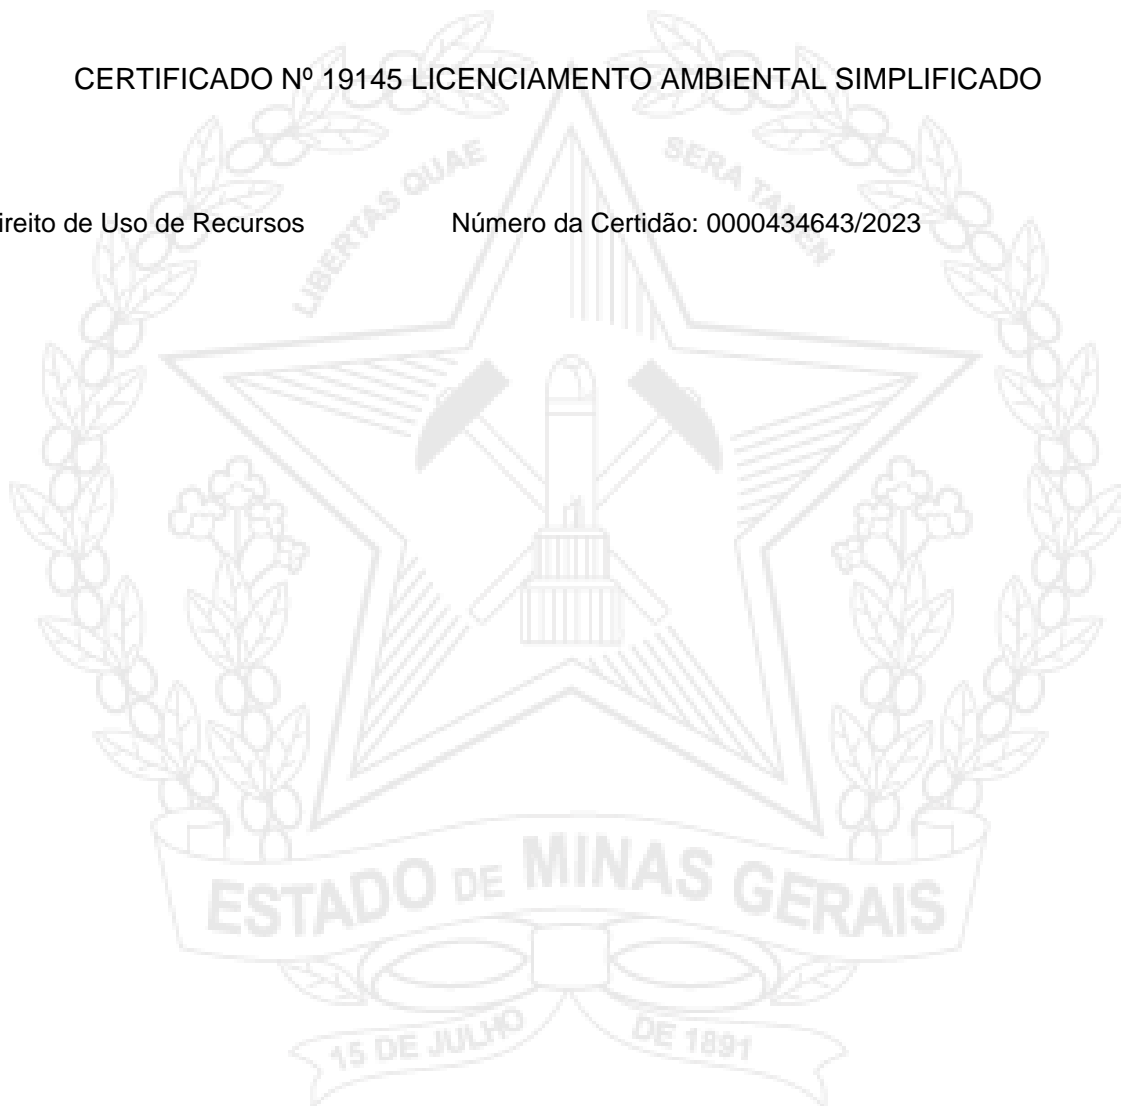 CERTIFICADO Nº 19145 LICENCIAMENTO AMBIENTAL SIMPLIFICADO
LIBERTAS QUAE SERA TAMEN
ireito de Uso de Recursos Número da Certidão: 0000434643/2023
ESTADO DE MINAS GERAIS
15 DE JULHO DE 1891